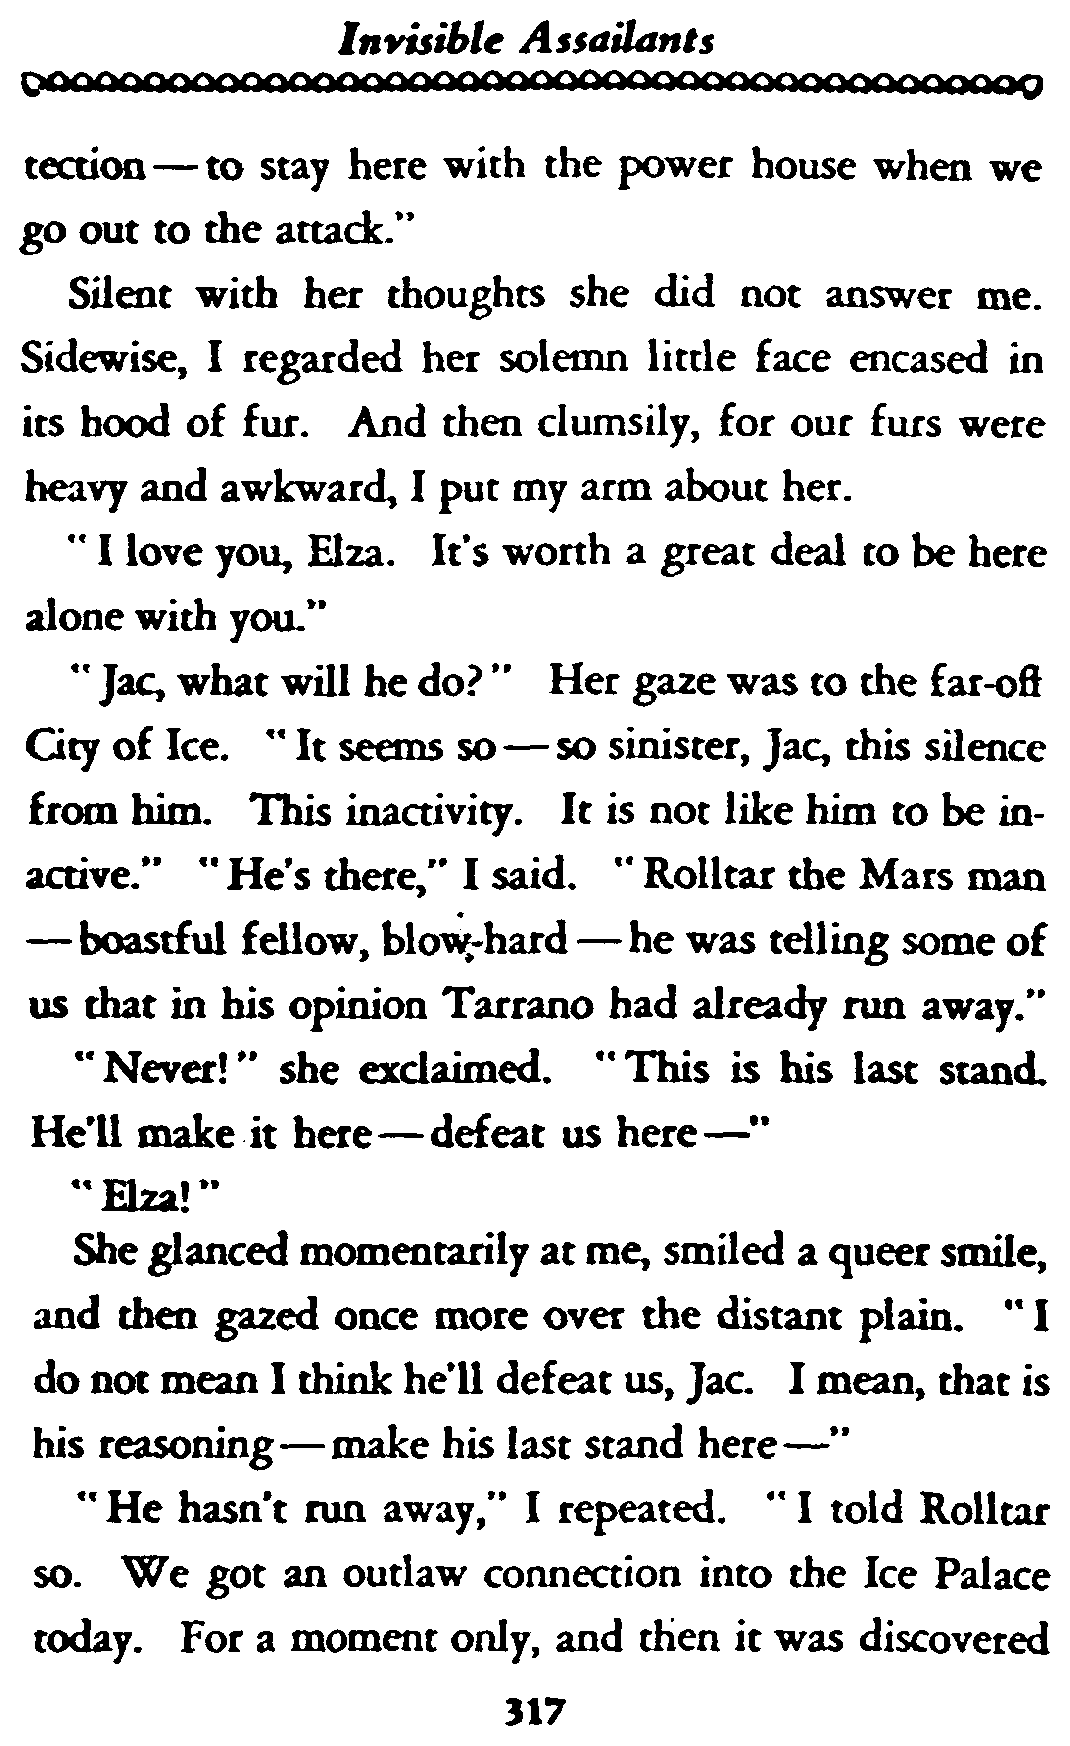 Invisible Assailants
tection—to stay here with the power house when we
go out to the attack."
Silent with her thoughts she did not answer me.
Sidewise, I regarded her solemn little face encased in
its hood of fur. And then clumsily, for our furs were
heavy and awkward, I put my arm about her.
"I love you, Elza. It's worth a great deal to be here
alone with you."
"Jac, what will he do?" Her gaze was to the far-off
City of Ice. "It seems so—so sinister, Jac, this silence
from him. This inactivity. It is not like him to be in-
active." "He's there," I said. "Rolltar the Mars man
—boastful fellow, blow-hard—he was telling some of
us that in his opinion Tarrano had already run away."
"Never!" she exclaimed. "This is his last stand.
He'll make it here—defeat us here—"
"Elza!"
She glanced momentarily at me, smiled a queer smile,
and then gazed once more over the distant plain. "I
do not mean I think he'll defeat us, Jac. I mean, that is
his reasoning—make his last stand here—"
"He hasn't run away," I repeated. "I told Rolltar
so. We got an outlaw connection into the Ice Palace
today. For a moment only, and then it was discovered
317